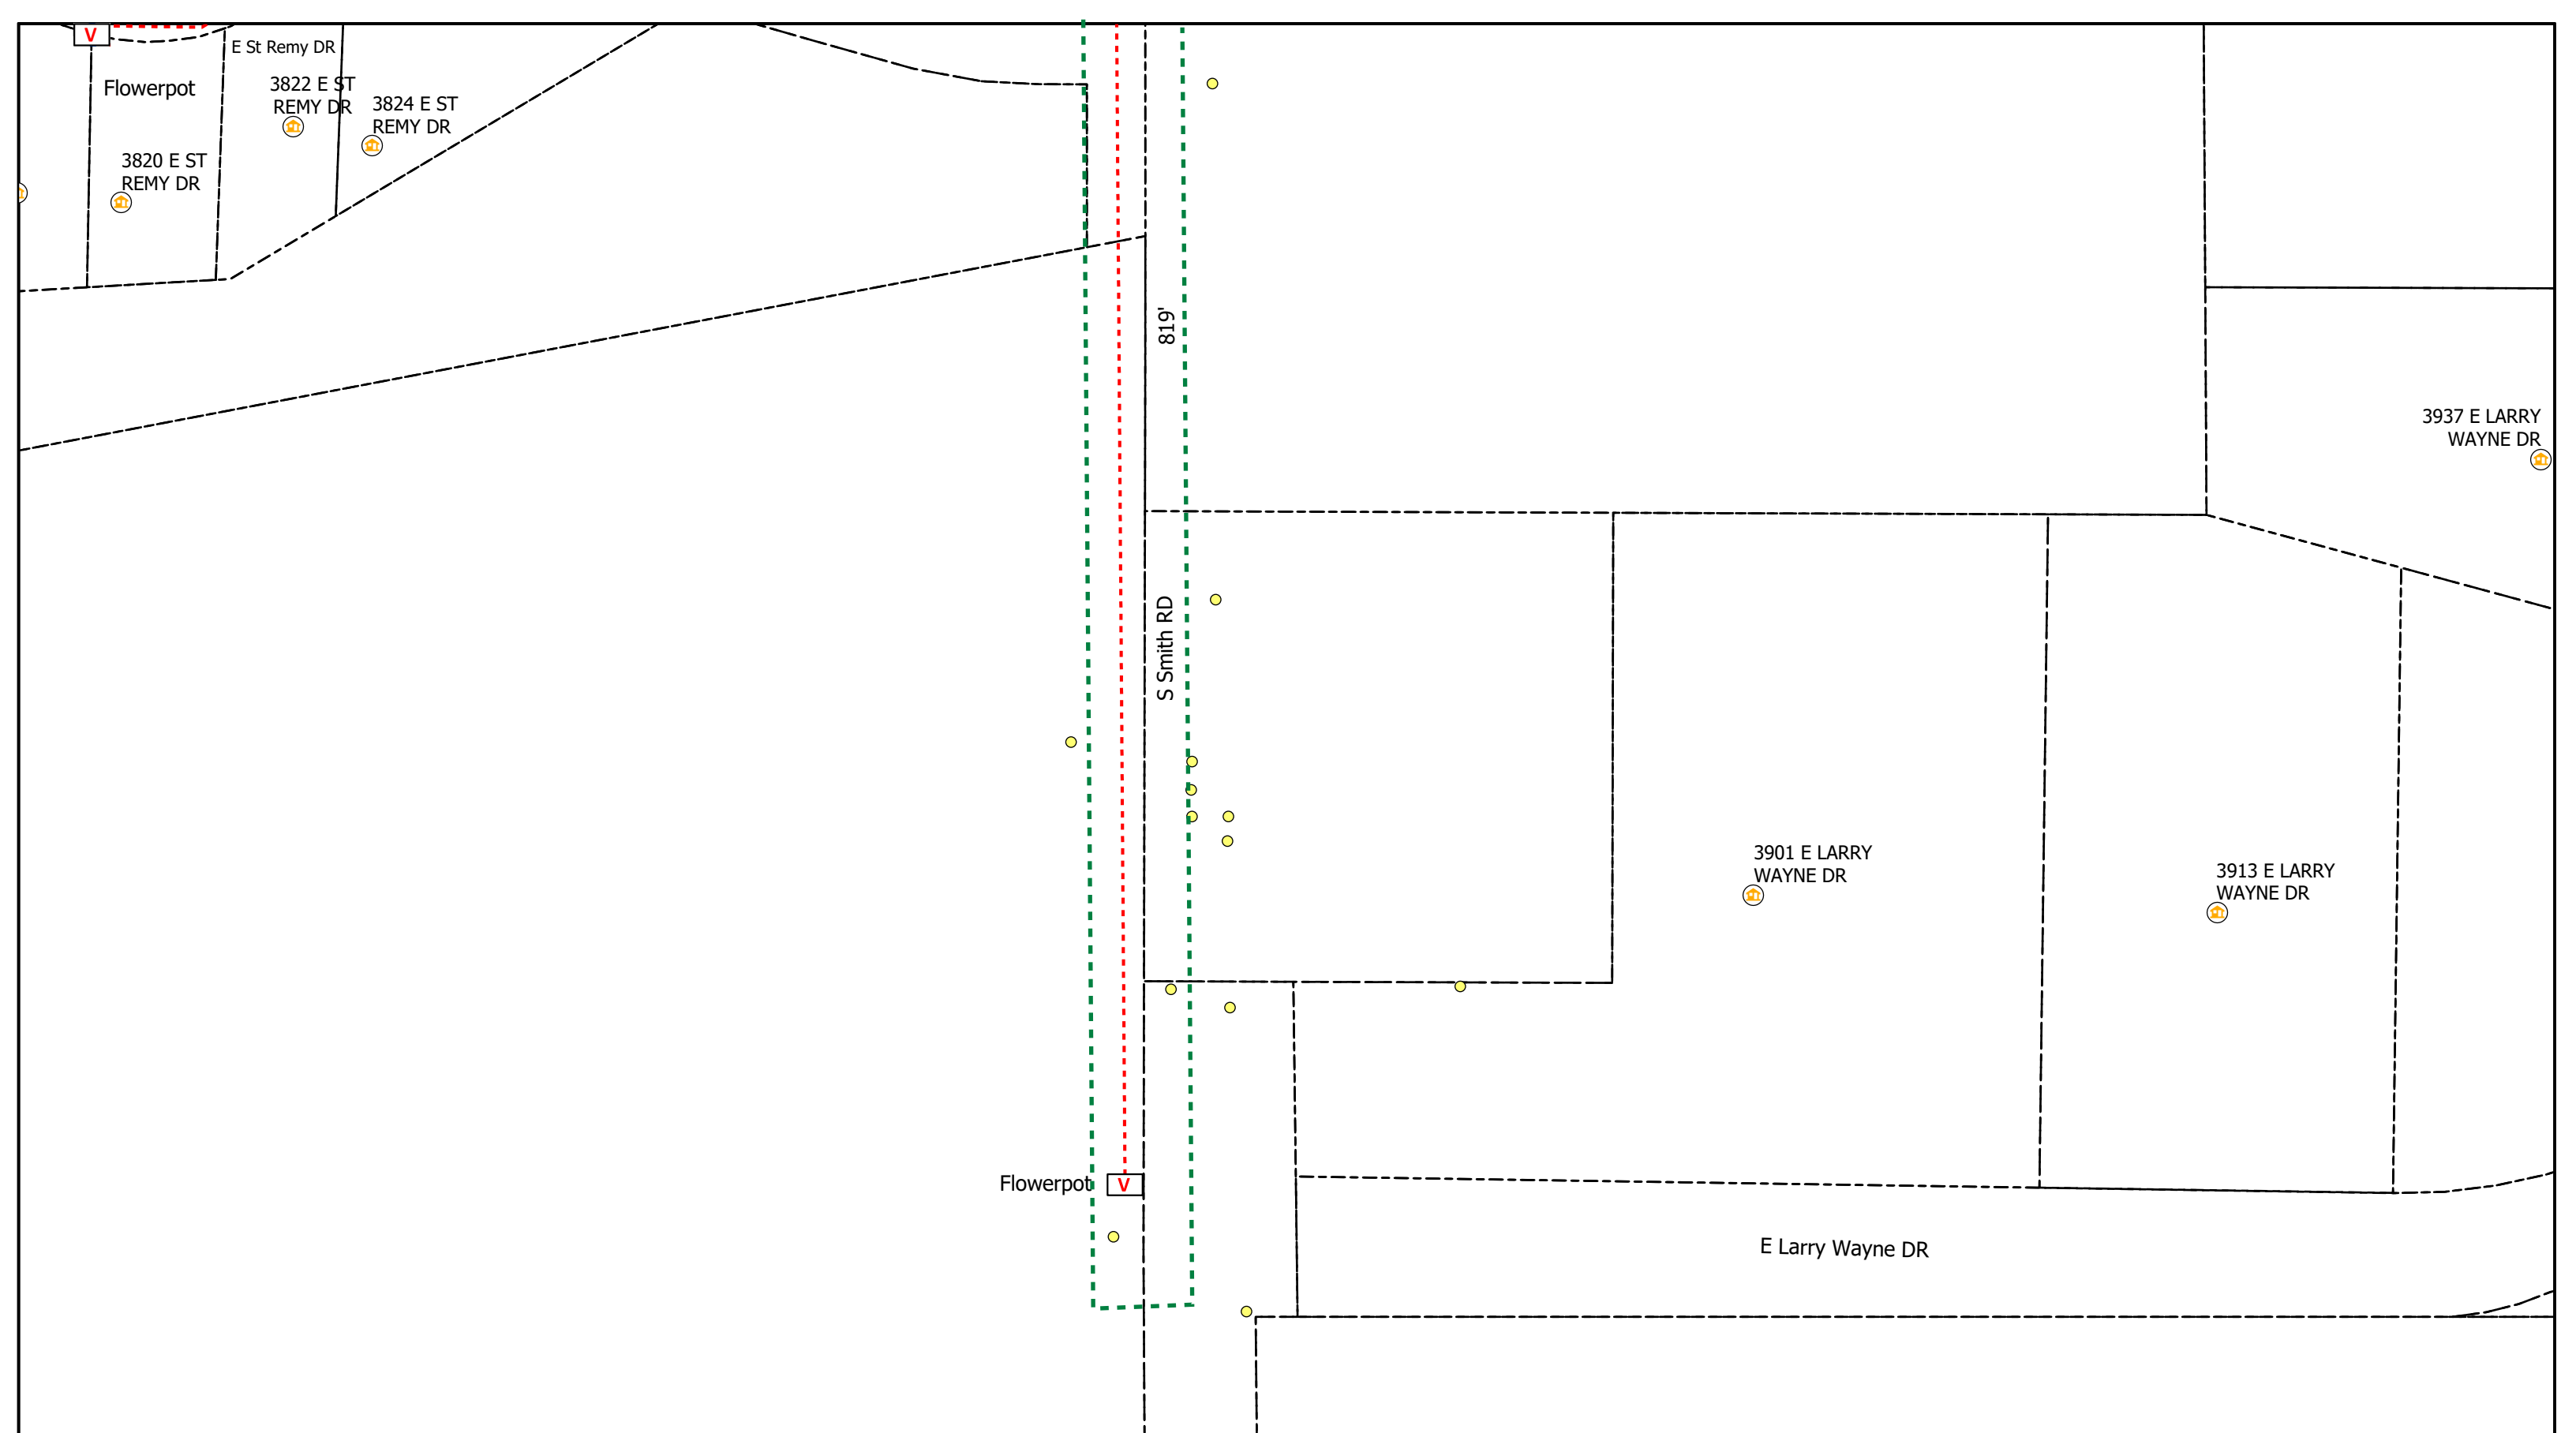 V
E St Remy DR
Flowerpot
3822 E ST
REMY DR
3824 E ST
REMY DR
3820 E ST
REMY DR
819'
3937 E LARRY
WAYNE DR
S Smith RD
3901 E LARRY
WAYNE DR
3913 E LARRY
WAYNE DR
Flowerpot
V
E Larry Wayne DR